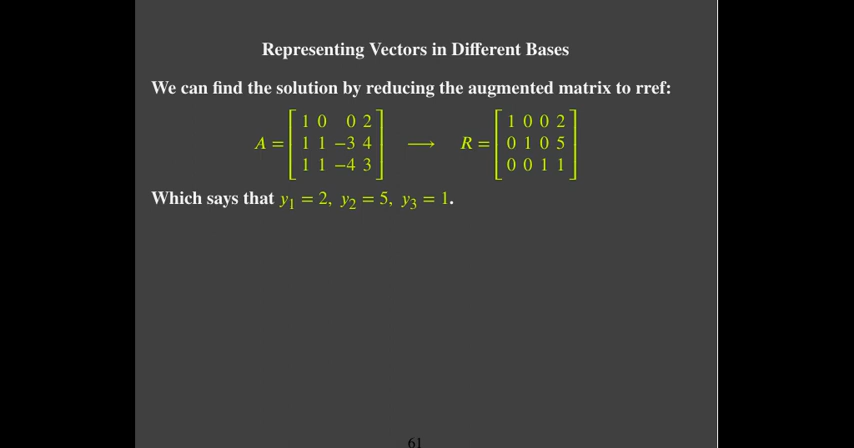 Representing Vectors in Different Bases
We can find the solution by reducing the augmented matrix to rref:
1 0 0 2 1 0 0 2
A = 1 1 −3 4 ⟶ R = 0 1 0 5
1 1 −4 3 0 0 1 1
Which says that y₁ = 2, y₂ = 5, y₃ = 1.
61